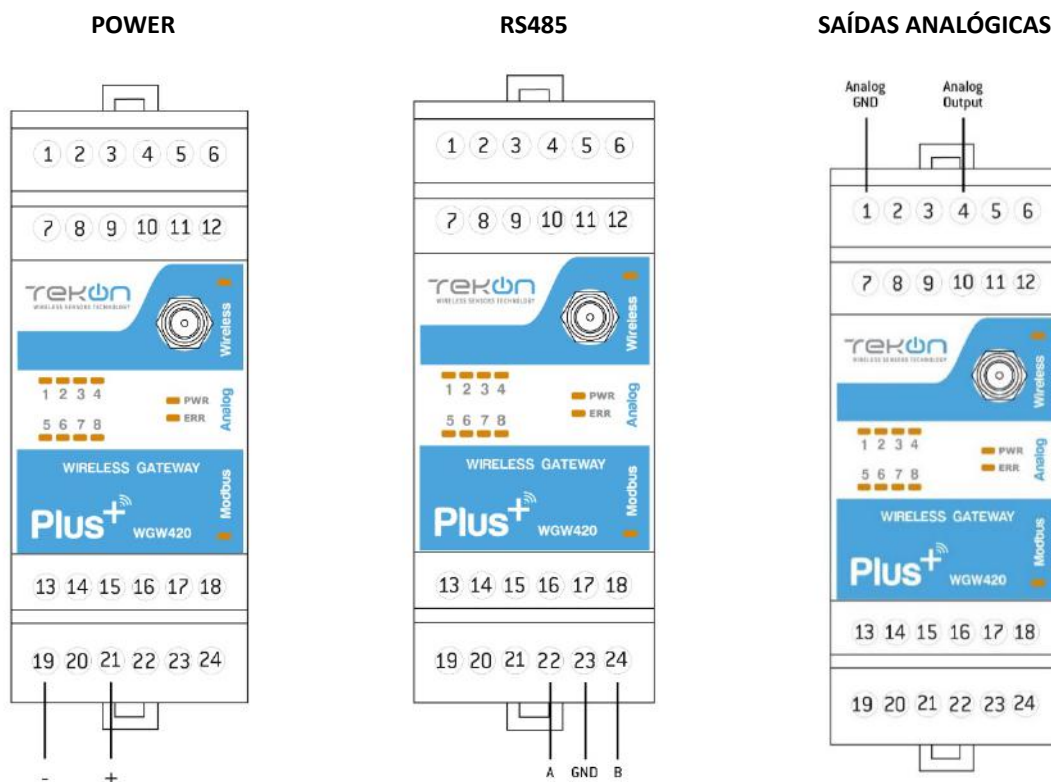 POWER
RS485
SAÍDAS ANALÓGICAS
1 2 3 4 5 6
7 8 9 10 11 12
TEKON
WIRELESS SENSORS TECHNOLOGY
Wireless
1 2 3 4
5 6 7 8
PWR
ERR
Analog
WIRELESS GATEWAY
Plus+
WGW420
Modbus
13 14 15 16 17 18
19 20 21 22 23 24
- +
1 2 3 4 5 6
7 8 9 10 11 12
TEKON
WIRELESS SENSORS TECHNOLOGY
Wireless
1 2 3 4
5 6 7 8
PWR
ERR
Analog
WIRELESS GATEWAY
Plus+
WGW420
Modbus
13 14 15 16 17 18
19 20 21 22 23 24
A GND B
Analog
GND
Analog
Output
1 2 3 4 5 6
7 8 9 10 11 12
TEKON
WIRELESS SENSORS TECHNOLOGY
Wireless
1 2 3 4
5 6 7 8
PWR
ERR
Analog
WIRELESS GATEWAY
Plus+
WGW420
Modbus
13 14 15 16 17 18
19 20 21 22 23 24